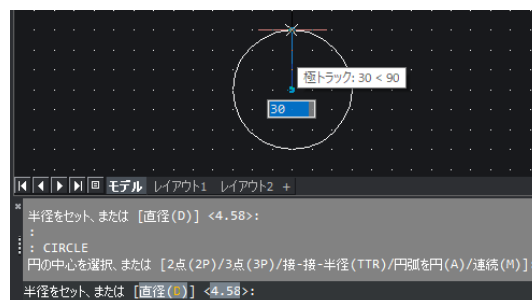 極トラック: 30 < 90
30
モデル レイアウト1 レイアウト2 +
半径をセット、または [直径(D)] <4.58>:
:
: CIRCLE
円の中心を選択、または [2点(2P)/3点(3P)/接-接-半径(TTR)/円弧を円(A)/連続(M)]:
半径をセット、または [直径(D)] <4.58>: